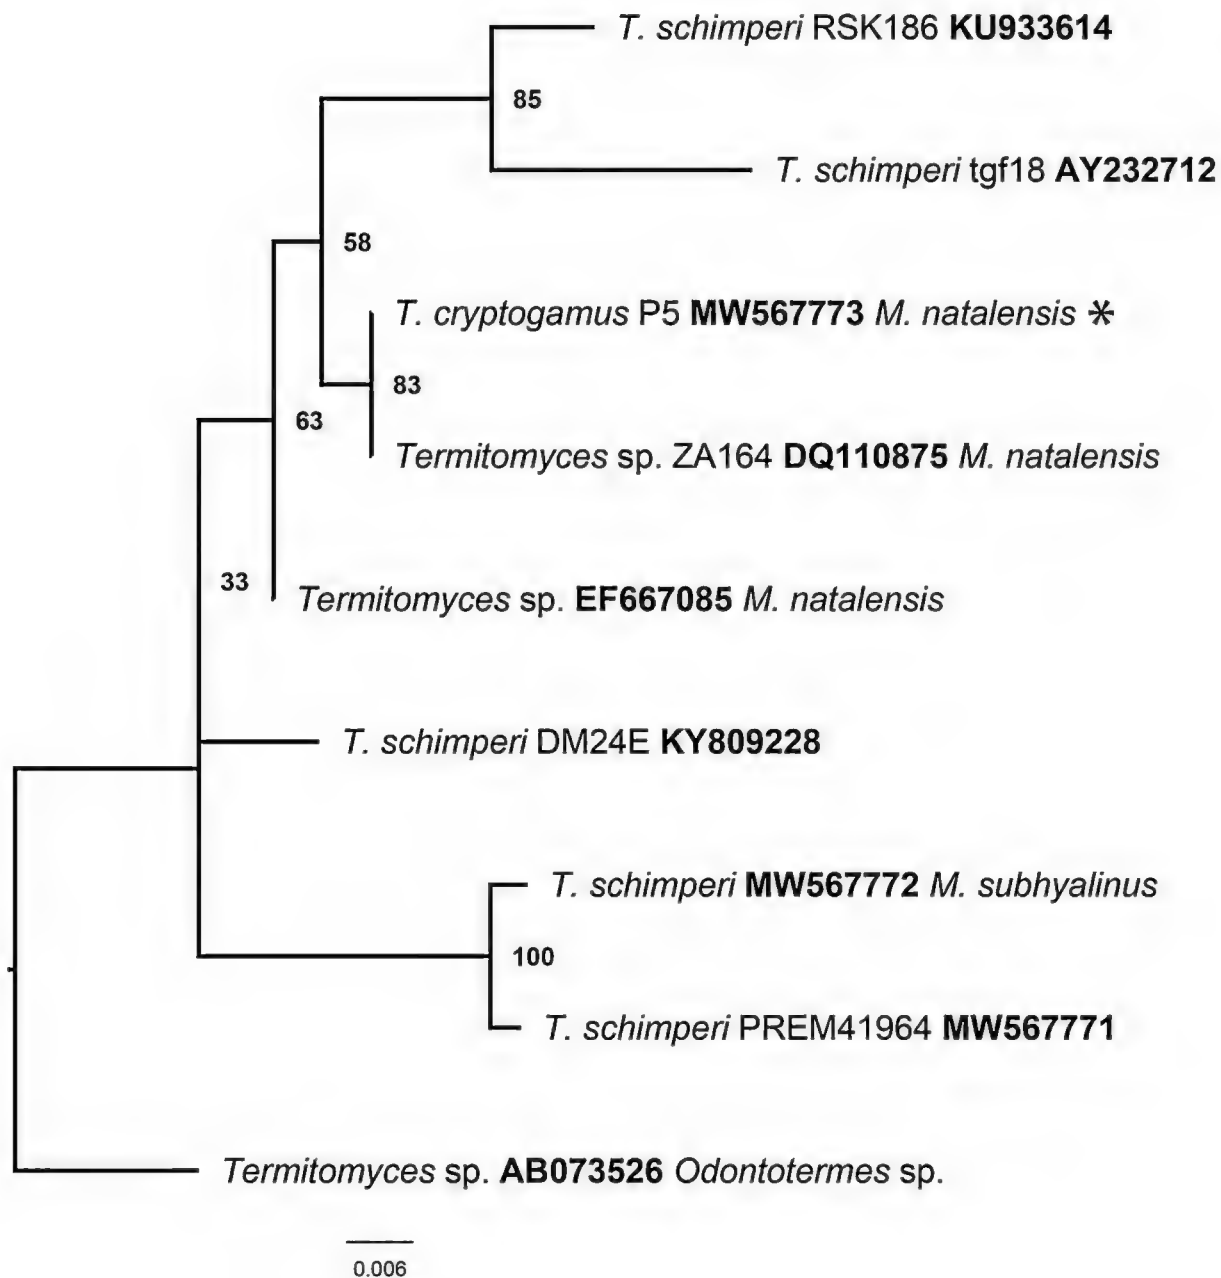 T. schimperi RSK186 KU933614
85
T. schimperi tgf18 AY232712
58
T. cryptogamus P5 MW567773 M. natalensis *
83
63
Termitomyces sp. ZA164 DQ110875 M. natalensis
33
Termitomyces sp. EF667085 M. natalensis
T. schimperi DM24E KY809228
T. schimperi MW567772 M. subhyalinus
100
T. schimperi PREM41964 MW567771
Termitomyces sp. AB073526 Odontotermes sp.
0.006